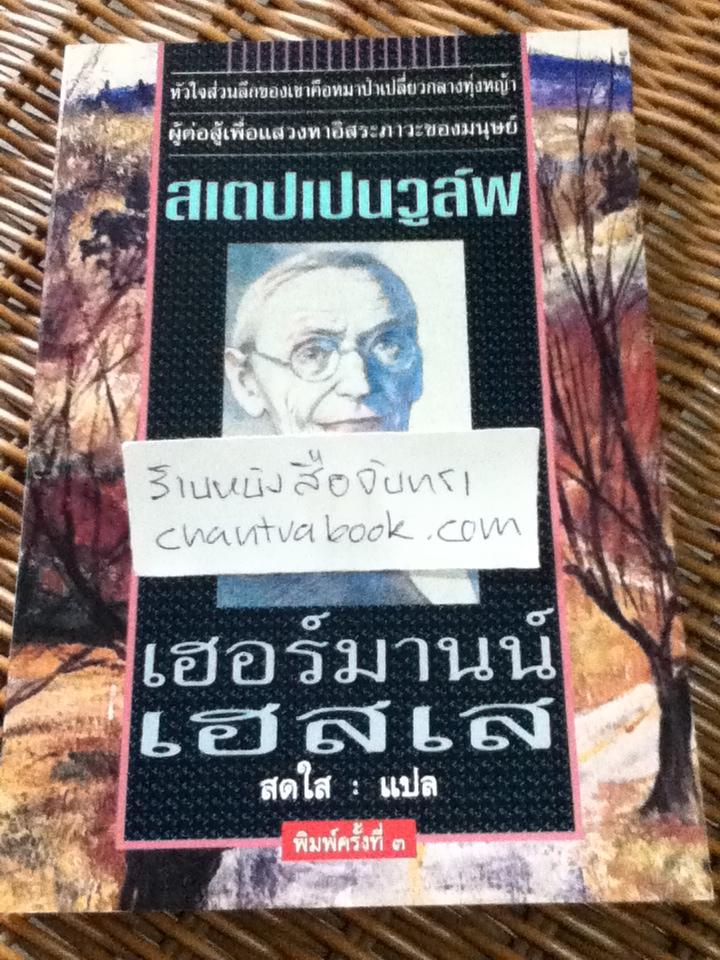 หัวใจส่วนลึกของเขาคือหมาป่าเปลี่ยวกลางทุ่งหญ้า
ผู้ต่อสู้เพื่อแสวงหาอิสระภาวะของมนุษย์
สเตปเปนวูล์ฟ
ร้านหนังสือจันทรา
chantrabook.com
เฮอร์มานน์
เฮสเส
สดใส : แปล
พิมพ์ครั้งที่ ๓